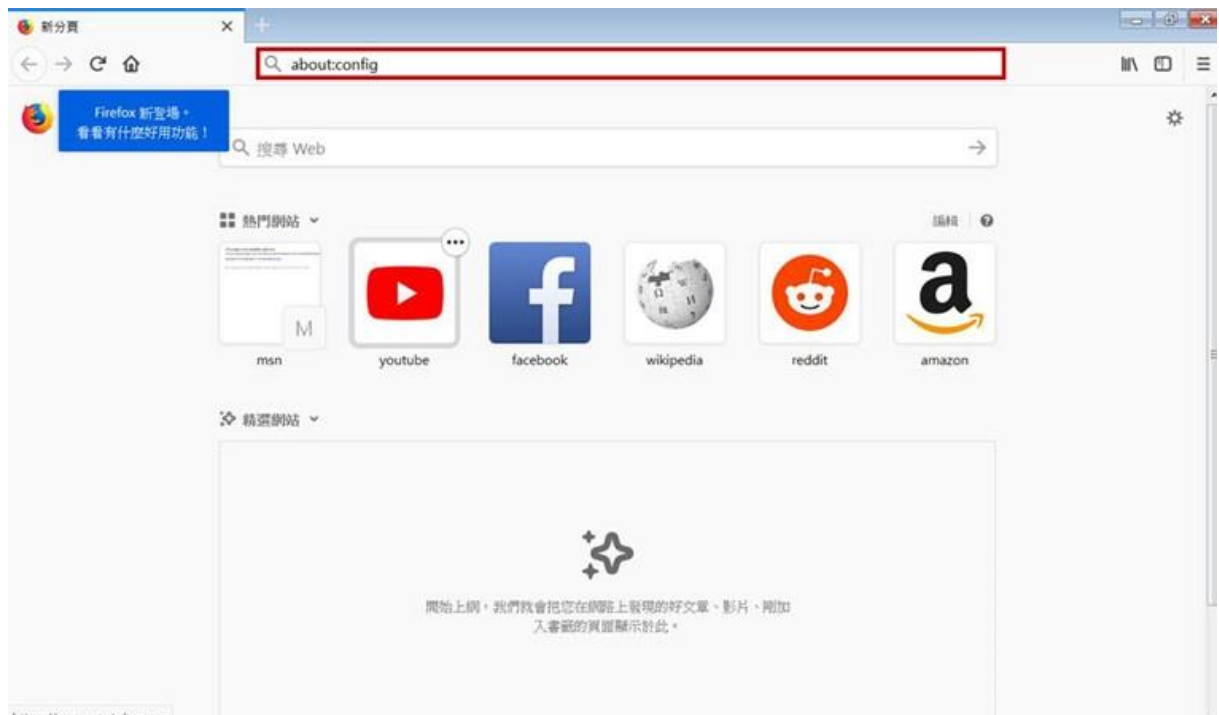 新分頁
about:config
Firefox 新登場。
看看有什麼好用功能！
搜尋 Web
熱門網站
編輯
M
msn
youtube
facebook
wikipedia
reddit
amazon
精選網站
開始上網，我們就會把您在網路上發現的好文章、影片、剛加
入書籤的頁面顯示於此。